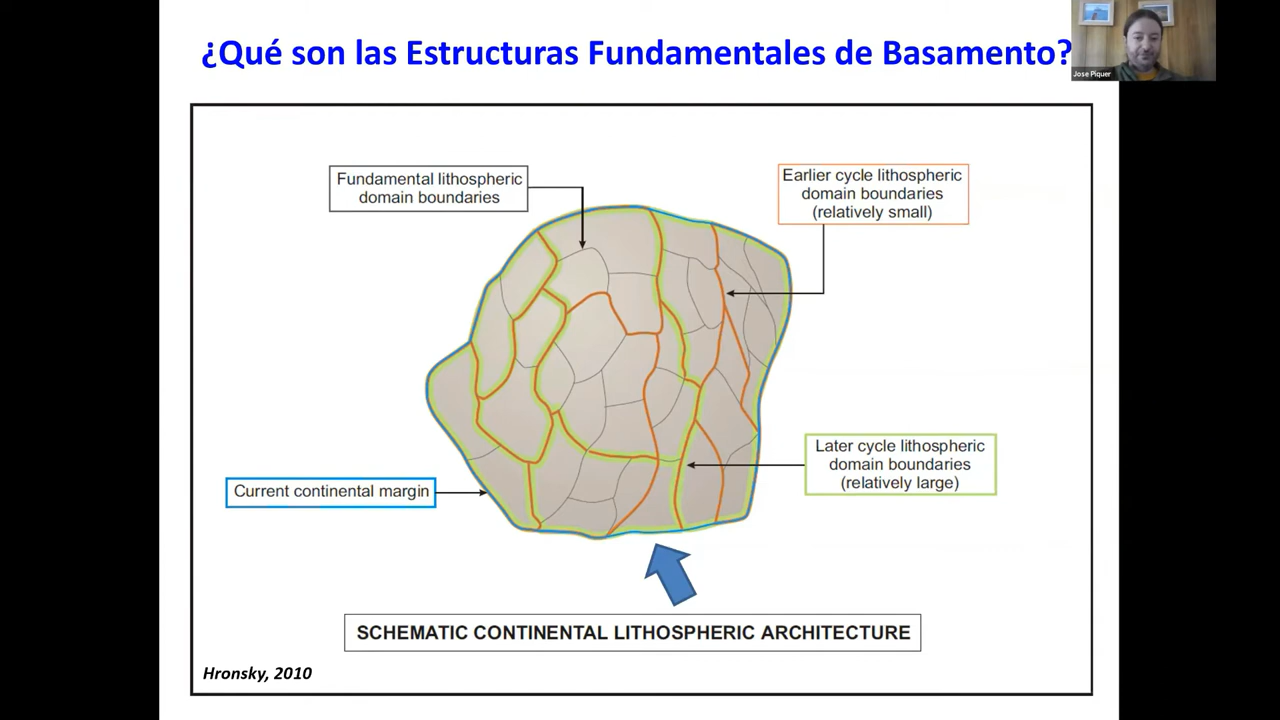 ¿Qué son las Estructuras Fundamentales de Basamento?
Jose Piquer
Fundamental lithospheric
domain boundaries
Earlier cycle lithospheric
domain boundaries
(relatively small)
Later cycle lithospheric
domain boundaries
(relatively large)
Current continental margin
SCHEMATIC CONTINENTAL LITHOSPHERIC ARCHITECTURE
Hronsky, 2010